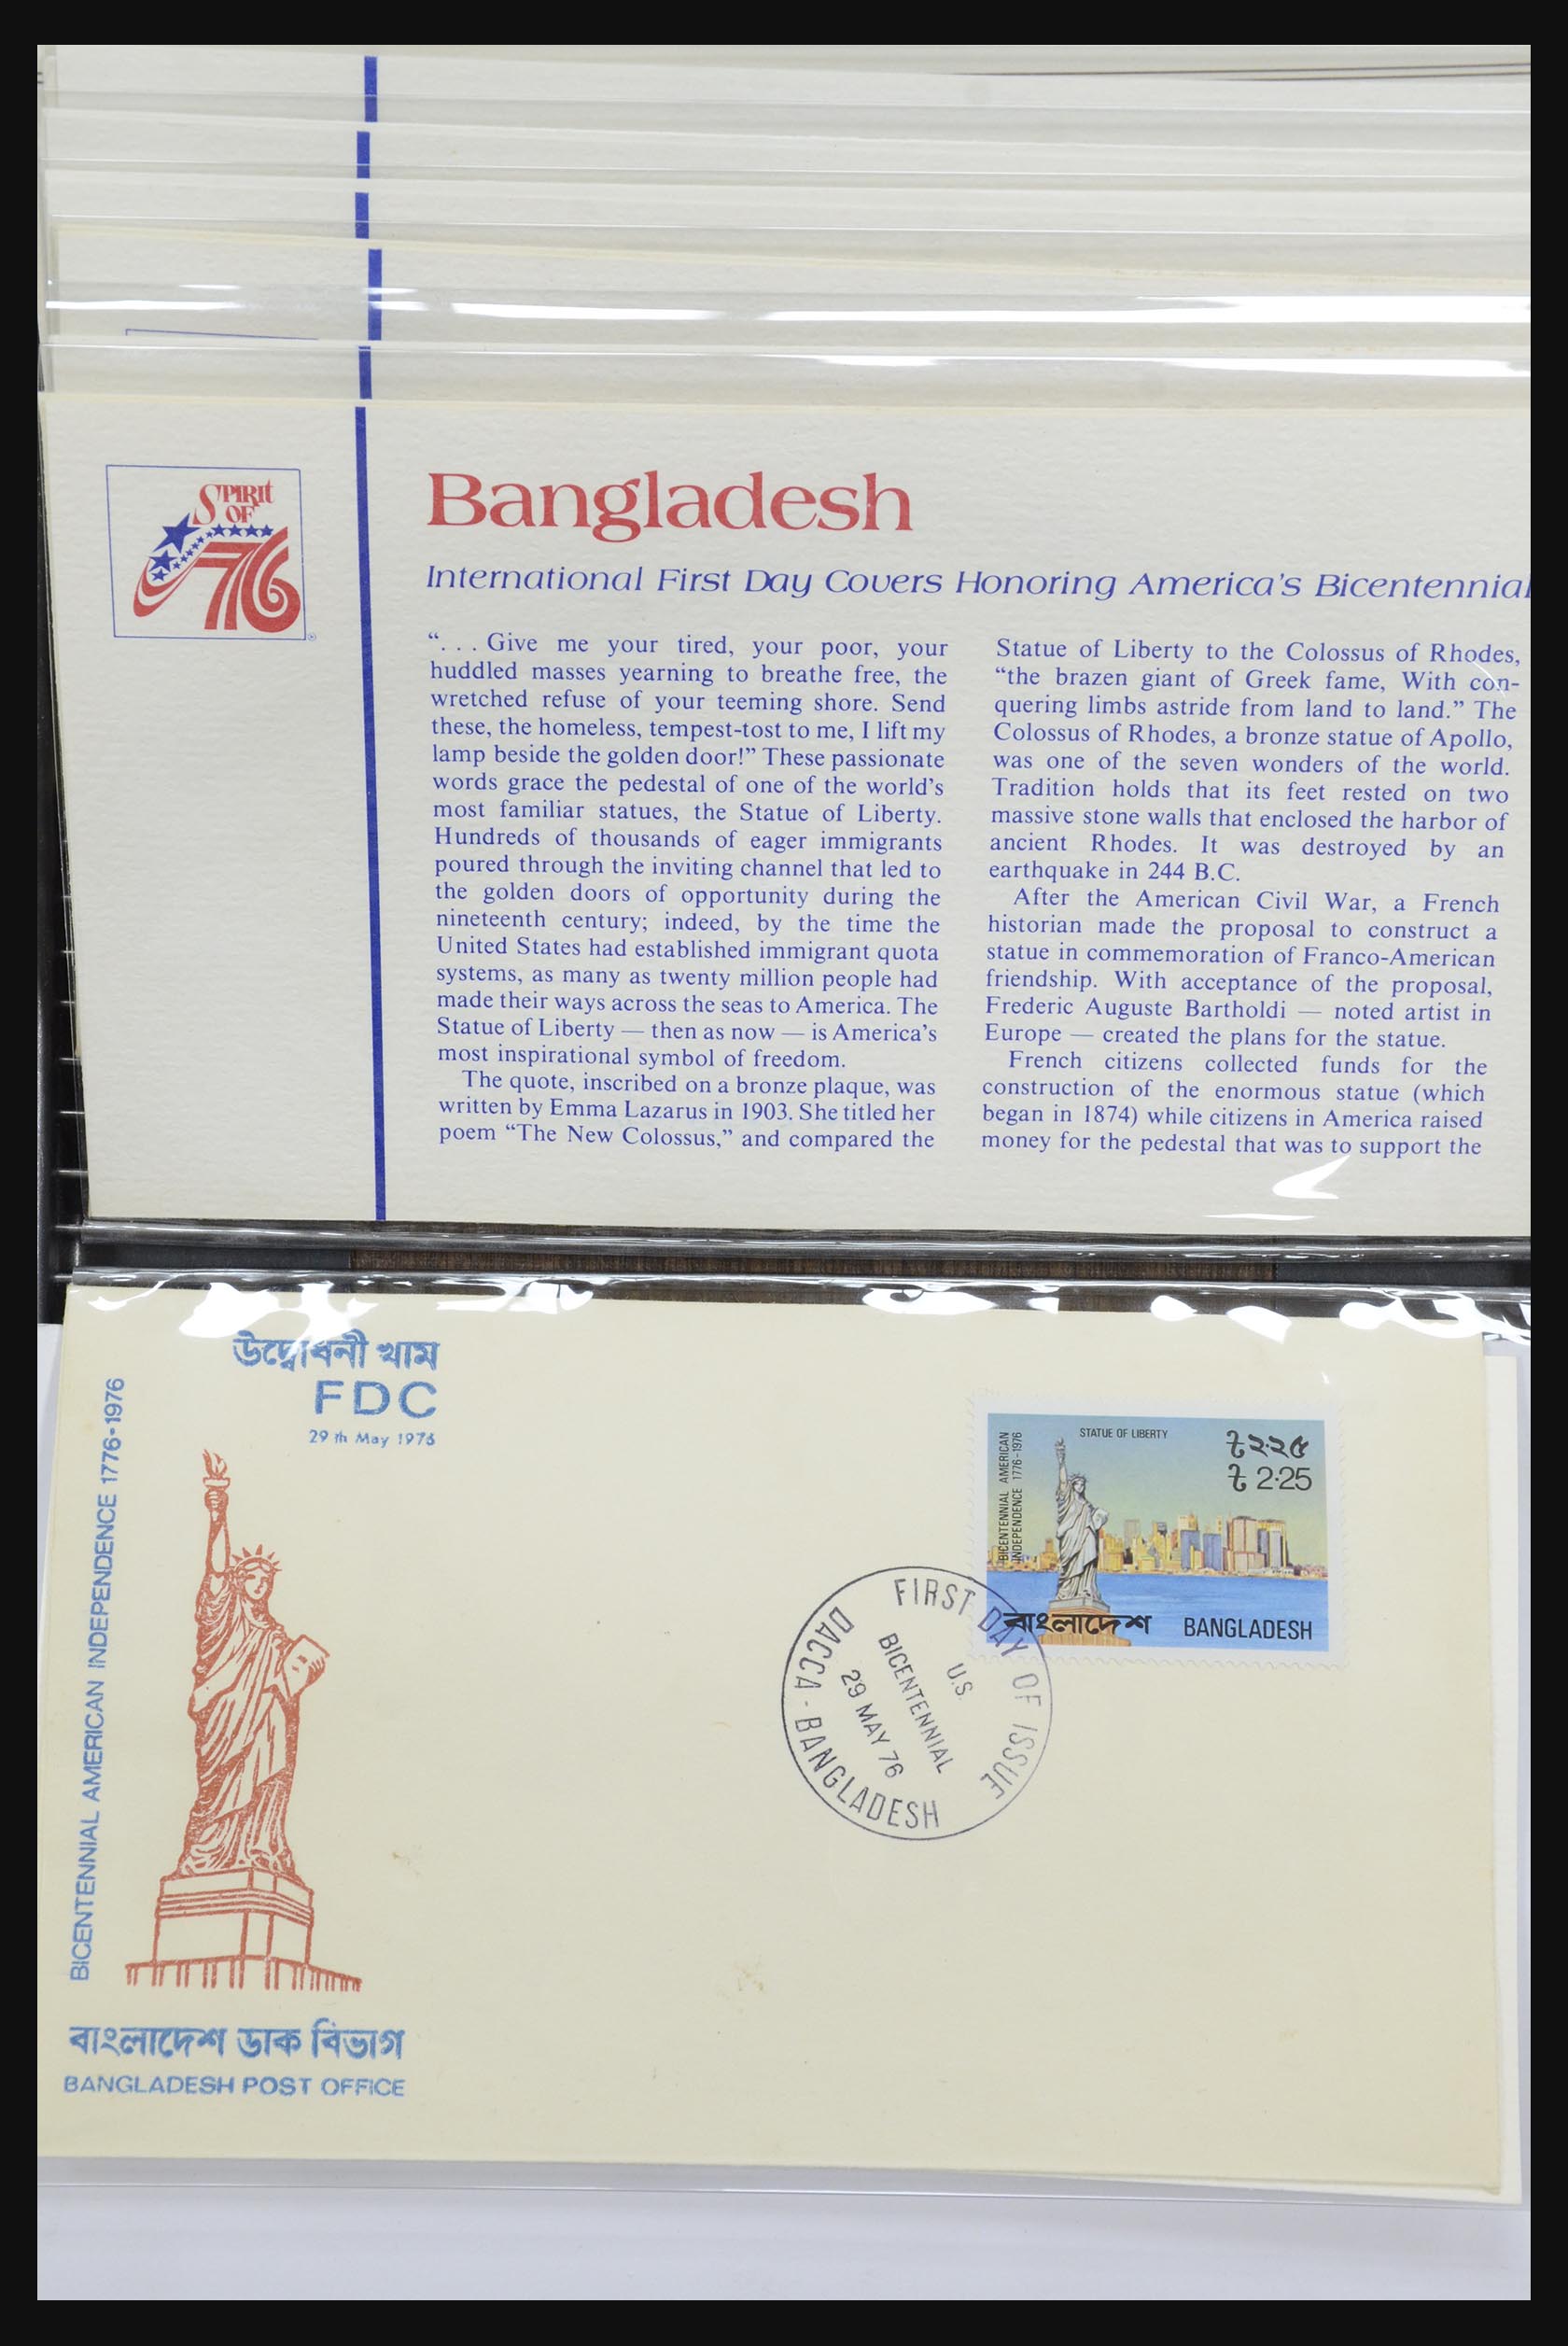 SPIRIT
OF
76
Bangladesh
International First Day Covers Honoring America's Bicentennial
“. . . Give me your tired, your poor, your
huddled masses yearning to breathe free, the
wretched refuse of your teeming shore. Send
these, the homeless, tempest-tost to me, I lift my
lamp beside the golden door!” These passionate
words grace the pedestal of one of the world's
most familiar statues, the Statue of Liberty.
Hundreds of thousands of eager immigrants
poured through the inviting channel that led to
the golden doors of opportunity during the
nineteenth century; indeed, by the time the
United States had established immigrant quota
systems, as many as twenty million people had
made their ways across the seas to America. The
Statue of Liberty — then as now — is America's
most inspirational symbol of freedom.
The quote, inscribed on a bronze plaque, was
written by Emma Lazarus in 1903. She titled her
poem “The New Colossus,” and compared the
Statue of Liberty to the Colossus of Rhodes,
“the brazen giant of Greek fame, With con-
quering limbs astride from land to land.” The
Colossus of Rhodes, a bronze statue of Apollo,
was one of the seven wonders of the world.
Tradition holds that its feet rested on two
massive stone walls that enclosed the harbor of
ancient Rhodes. It was destroyed by an
earthquake in 244 B.C.
After the American Civil War, a French
historian made the proposal to construct a
statue in commemoration of Franco-American
friendship. With acceptance of the proposal,
Frederic Auguste Bartholdi — noted artist in
Europe — created the plans for the statue.
French citizens collected funds for the
construction of the enormous statue (which
began in 1874) while citizens in America raised
money for the pedestal that was to support the
উদ্বোধনী খাম
FDC
29 th May 1976
BICENTENNIAL AMERICAN INDEPENDENCE 1776-1976
বাংলাদেশ ডাক বিভাগ
BANGLADESH POST OFFICE
STATUE OF LIBERTY
BICENTENNIAL AMERICAN
INDEPENDENCE 1776-1976
৳ ২·২৫
৳ 2·25
বাংলাদেশ BANGLADESH
FIRST DAY OF ISSUE
U.S.
BICENTENNIAL
29 MAY 76
DACCA - BANGLADESH